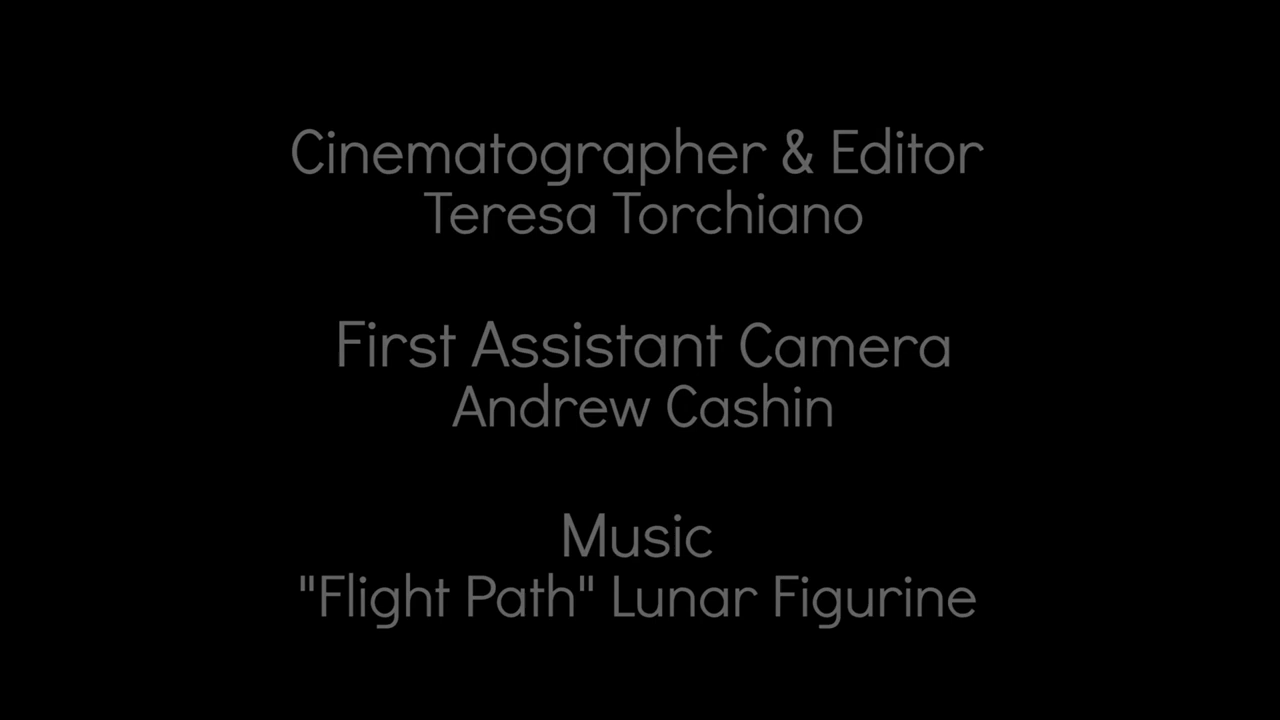 Cinematographer & Editor
Teresa Torchiano
First Assistant Camera
Andrew Cashin
Music
"Flight Path" Lunar Figurine